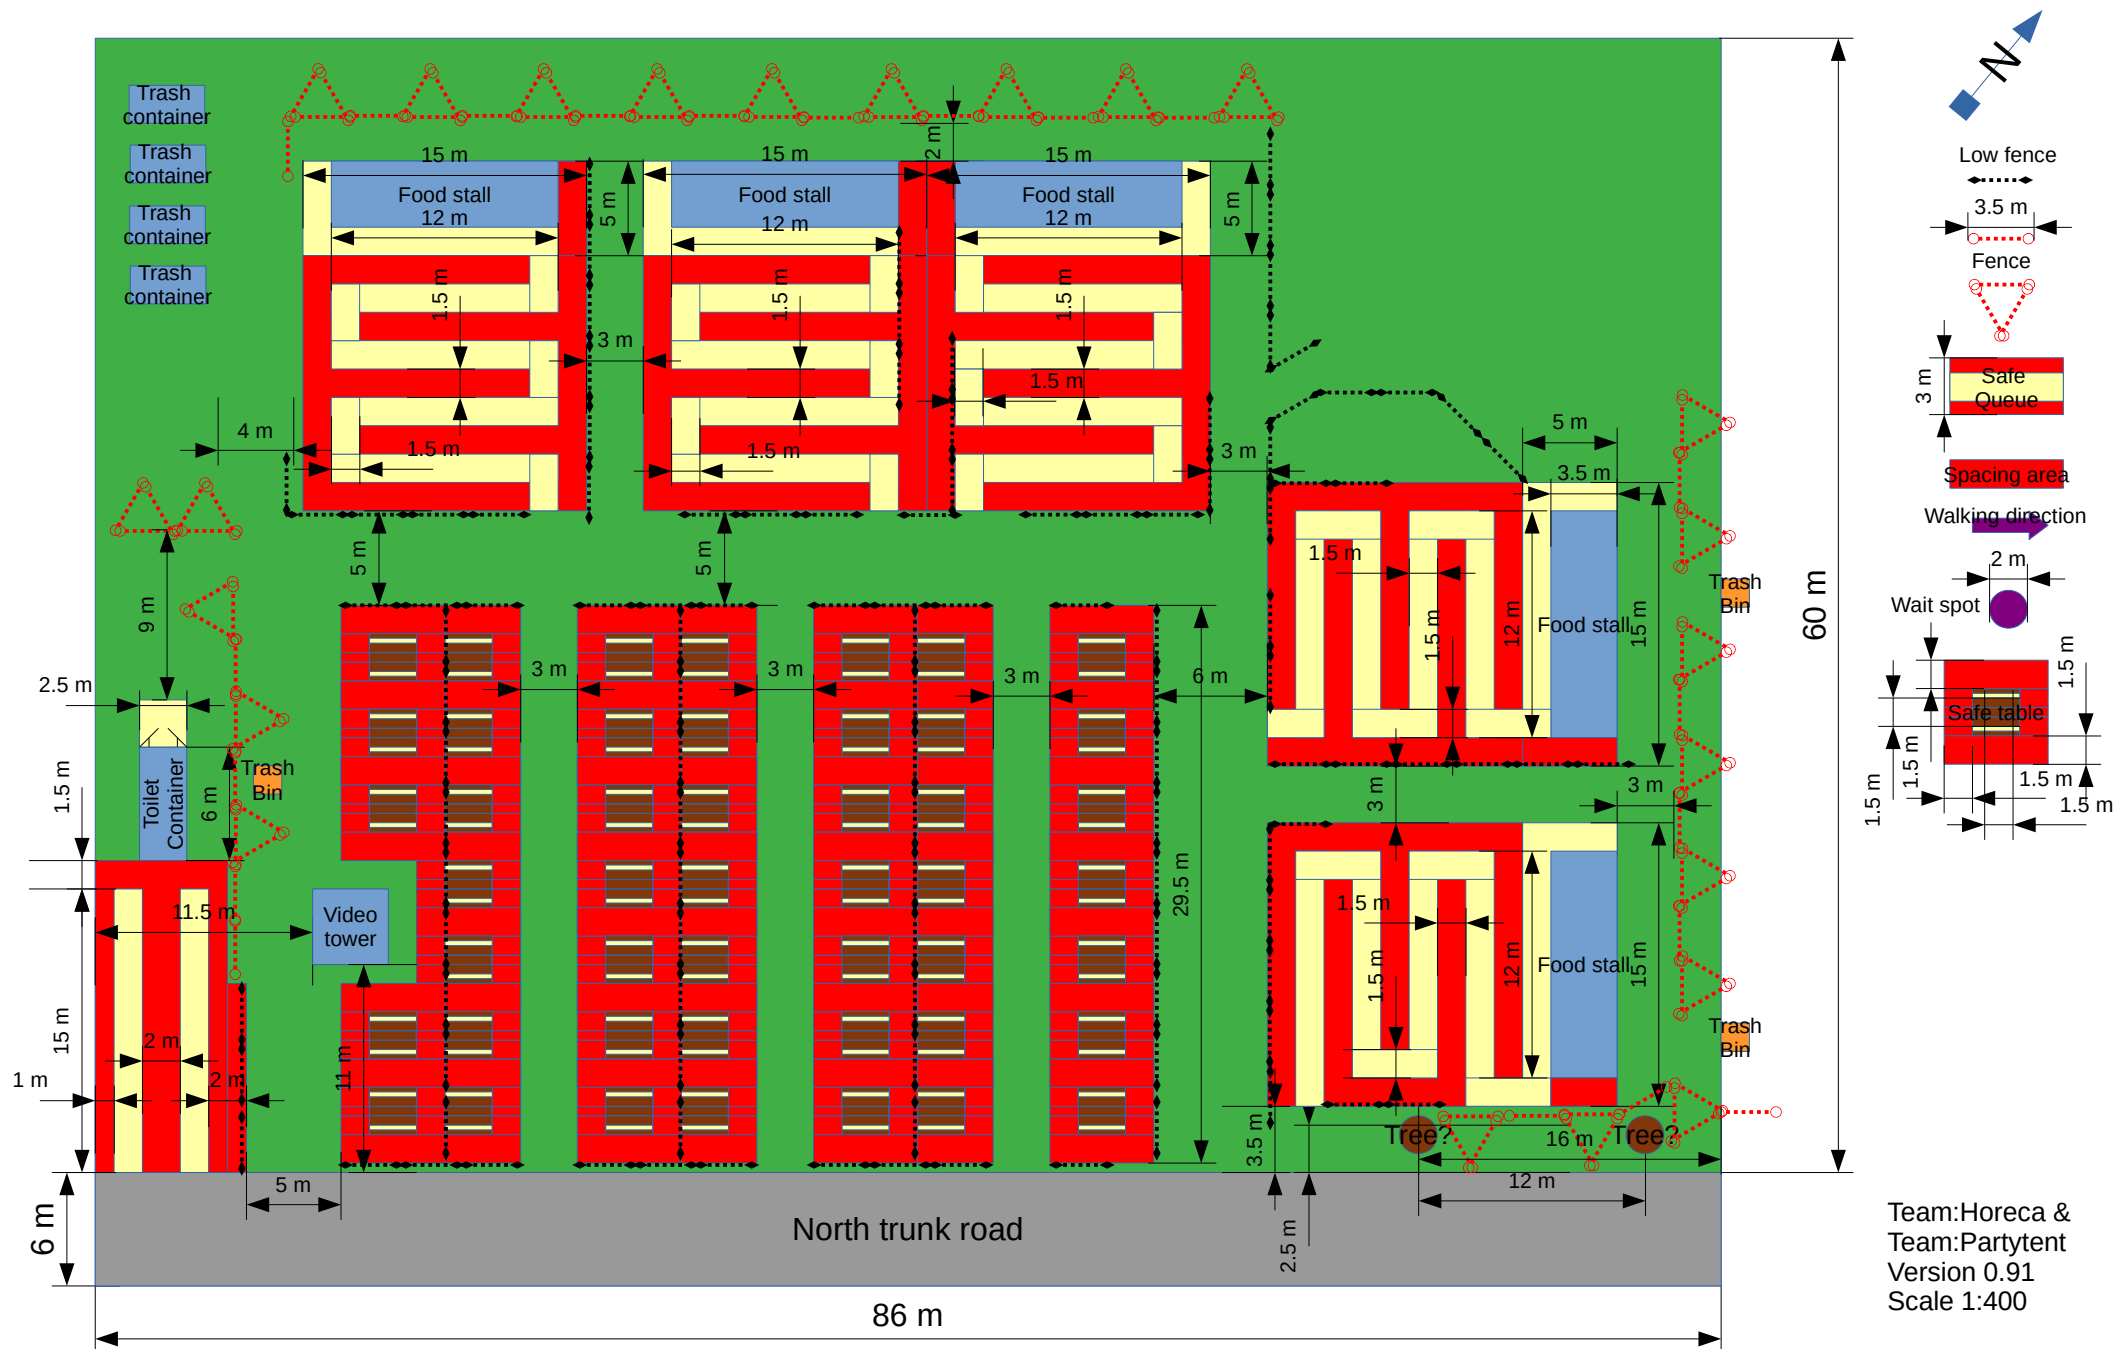 Trash
container
Trash
container
Trash
container
Trash
container
15 m
Food stall
12 m
5 m
15 m
Food stall
12 m
2 m
15 m
Food stall
12 m
5 m
1.5 m
1.5 m
1.5 m
3 m
1.5 m
4 m
1.5 m
1.5 m
3 m
5 m
3.5 m
5 m
5 m
9 m
1.5 m
1.5 m
12 m
Food stall
15 m
60 m
Trash
Bin
2.5 m
3 m
3 m
3 m
6 m
Toilet
Container
6 m
Trash
Bin
1.5 m
3 m
3 m
11.5 m
Video
tower
29.5 m
1.5 m
1.5 m
12 m
Food stall
15 m
Trash
Bin
15 m
2 m
1 m
2 m
11 m
3.5 m
Tree?
16 m
Tree?
12 m
2.5 m
5 m
6 m
North trunk road
86 m
N
Low fence
3.5 m
Fence
3 m
Safe
Queue
Spacing area
Walking direction
2 m
Wait spot
1.5 m
Safe table
1.5 m
1.5 m
1.5 m
1.5 m
Team:Horeca &
Team:Partytent
Version 0.91
Scale 1:400